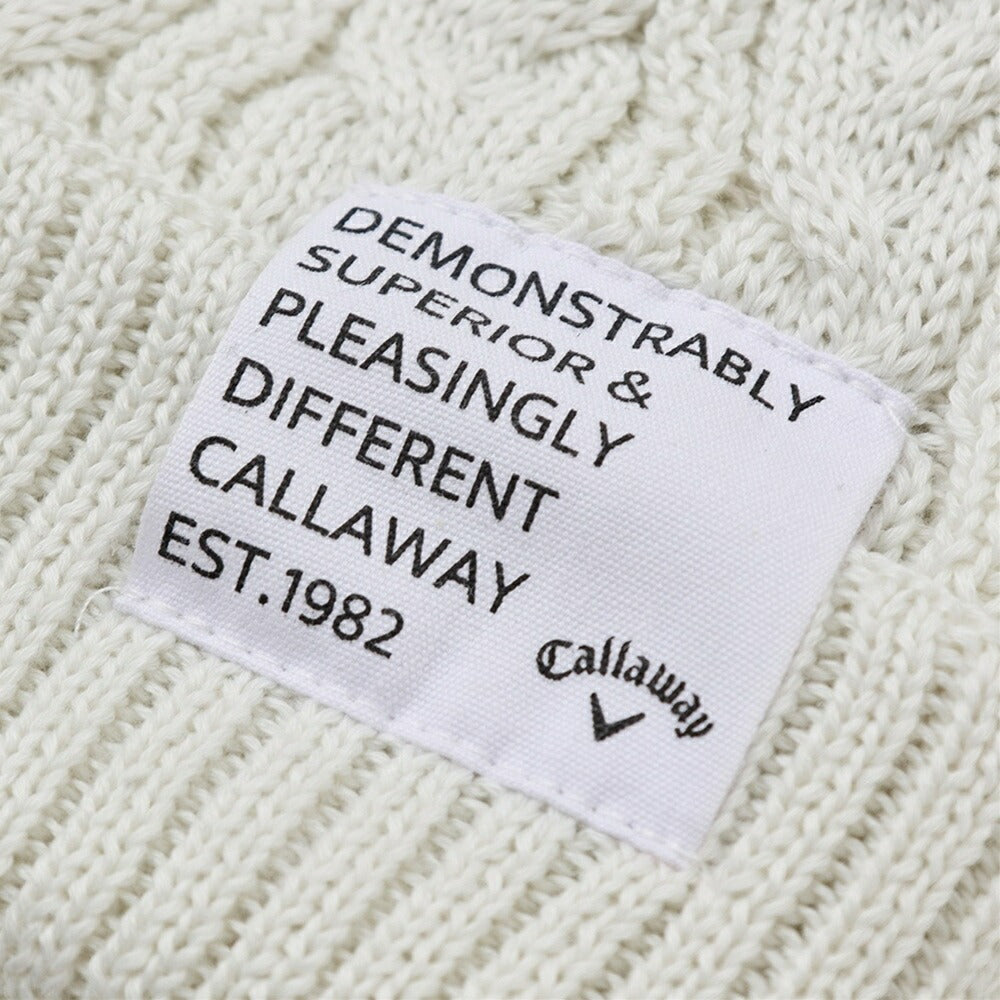 DEMONSTRABLY
SUPERIOR &
PLEASINGLY
DIFFERENT
CALLAWAY
EST.1982
Callaway